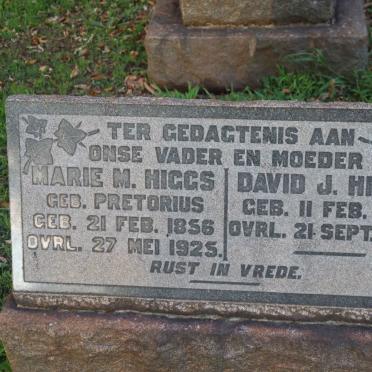 TER GEDAGTENIS AAN
ONSE VADER EN MOEDER
MARIE M. HIGGS
GEB. PRETORIUS
GEB. 21 FEB. 1856
OVRL. 27 MEI 1925.
DAVID J. HI
GEB. 11 FEB.
OVRL. 21 SEPT.
RUST IN VREDE.